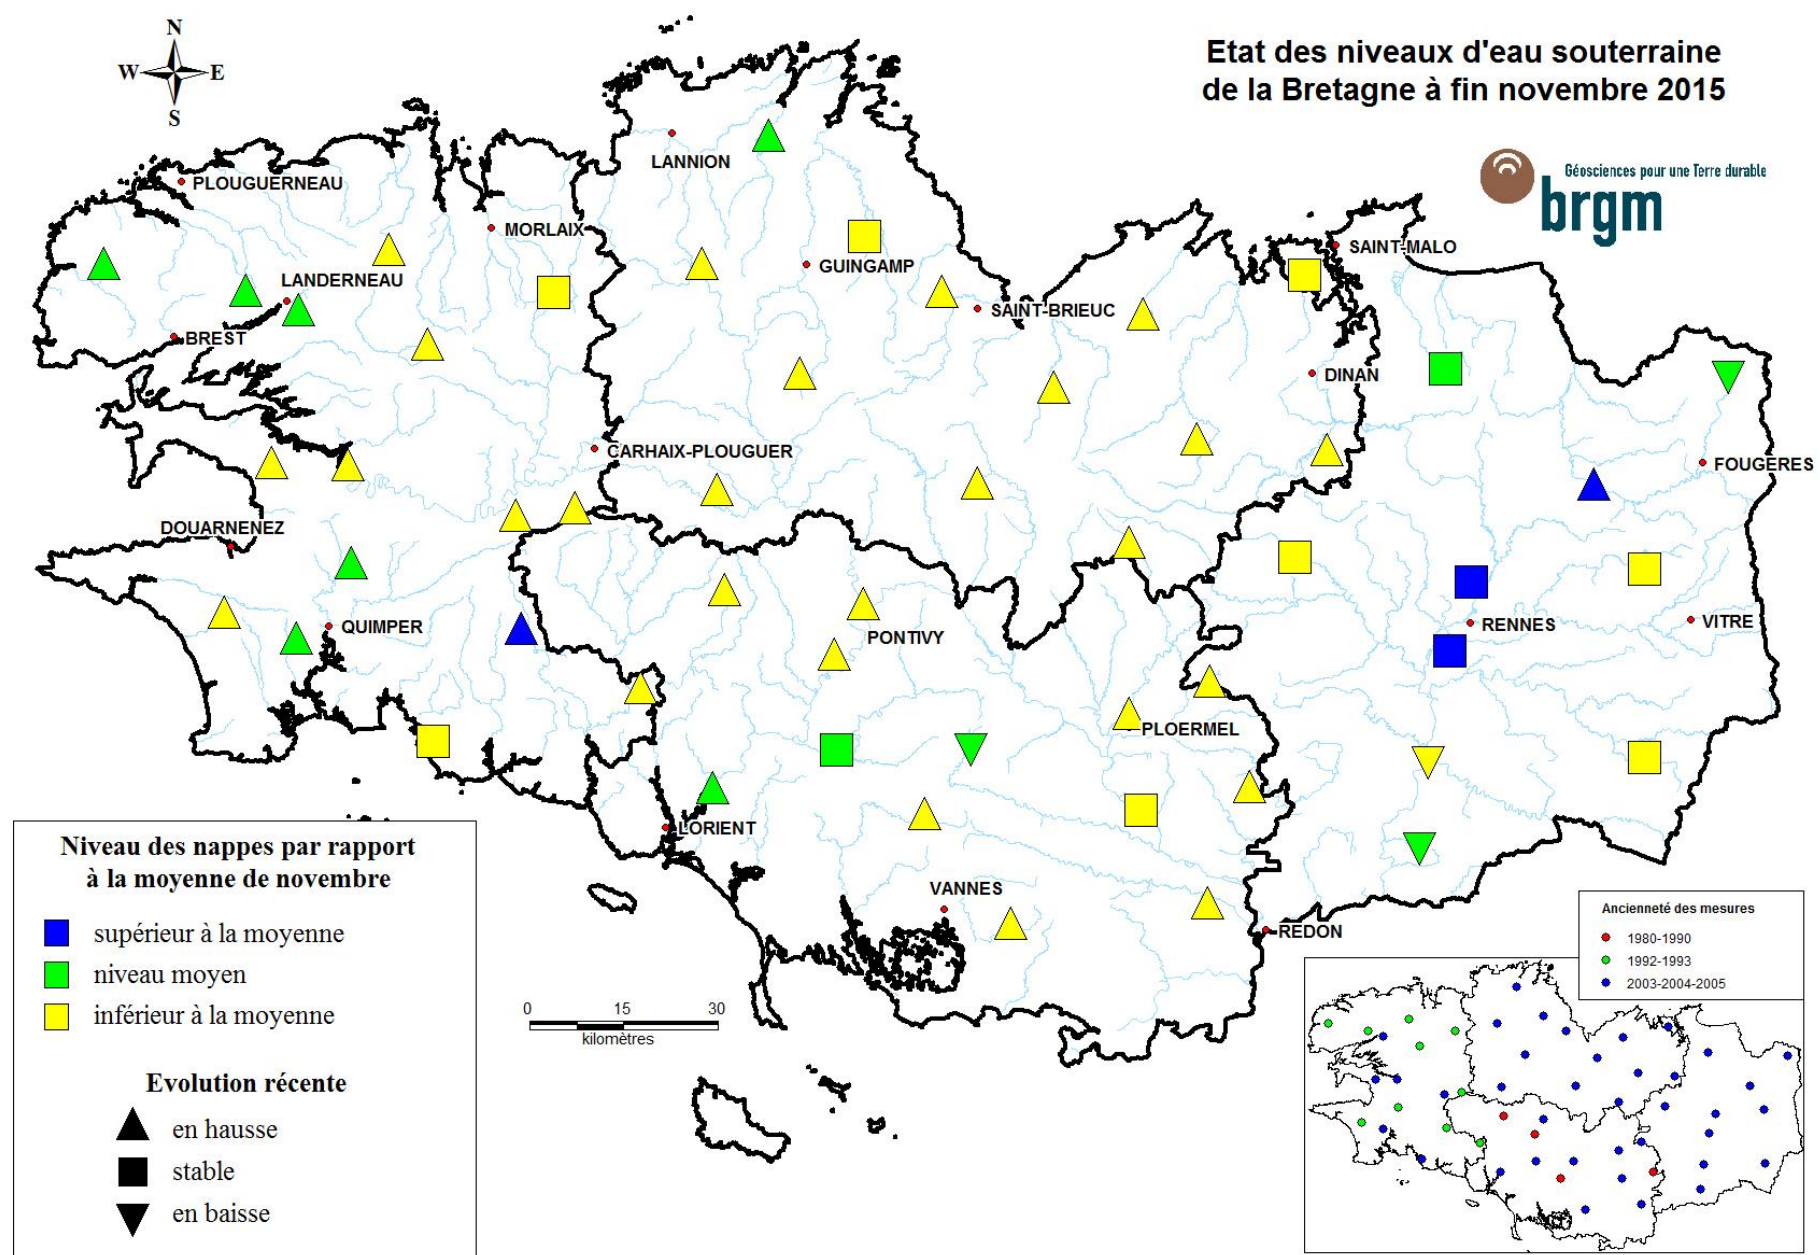 Etat des niveaux d'eau souterraine
de la Bretagne à fin novembre 2015
N
W
E
S
Géosciences pour une Terre durable
brgm
LANNION
PLOUGUERNEAU
MORLAIX
SAINT-MALO
GUINGAMP
LANDERNEAU
SAINT-BRIEUC
BREST
DINAN
CARHAIX-PLOUGUER
FOUGERES
DOUARNENEZ
QUIMPER
PONTIVY
RENNES
VITRE
PLOERMEL
LORIENT
VANNES
REDON
Niveau des nappes par rapport
à la moyenne de novembre
supérieur à la moyenne
niveau moyen
inférieur à la moyenne
Evolution récente
en hausse
stable
en baisse
0 15 30
kilomètres
Ancienneté des mesures
1980-1990
1992-1993
2003-2004-2005